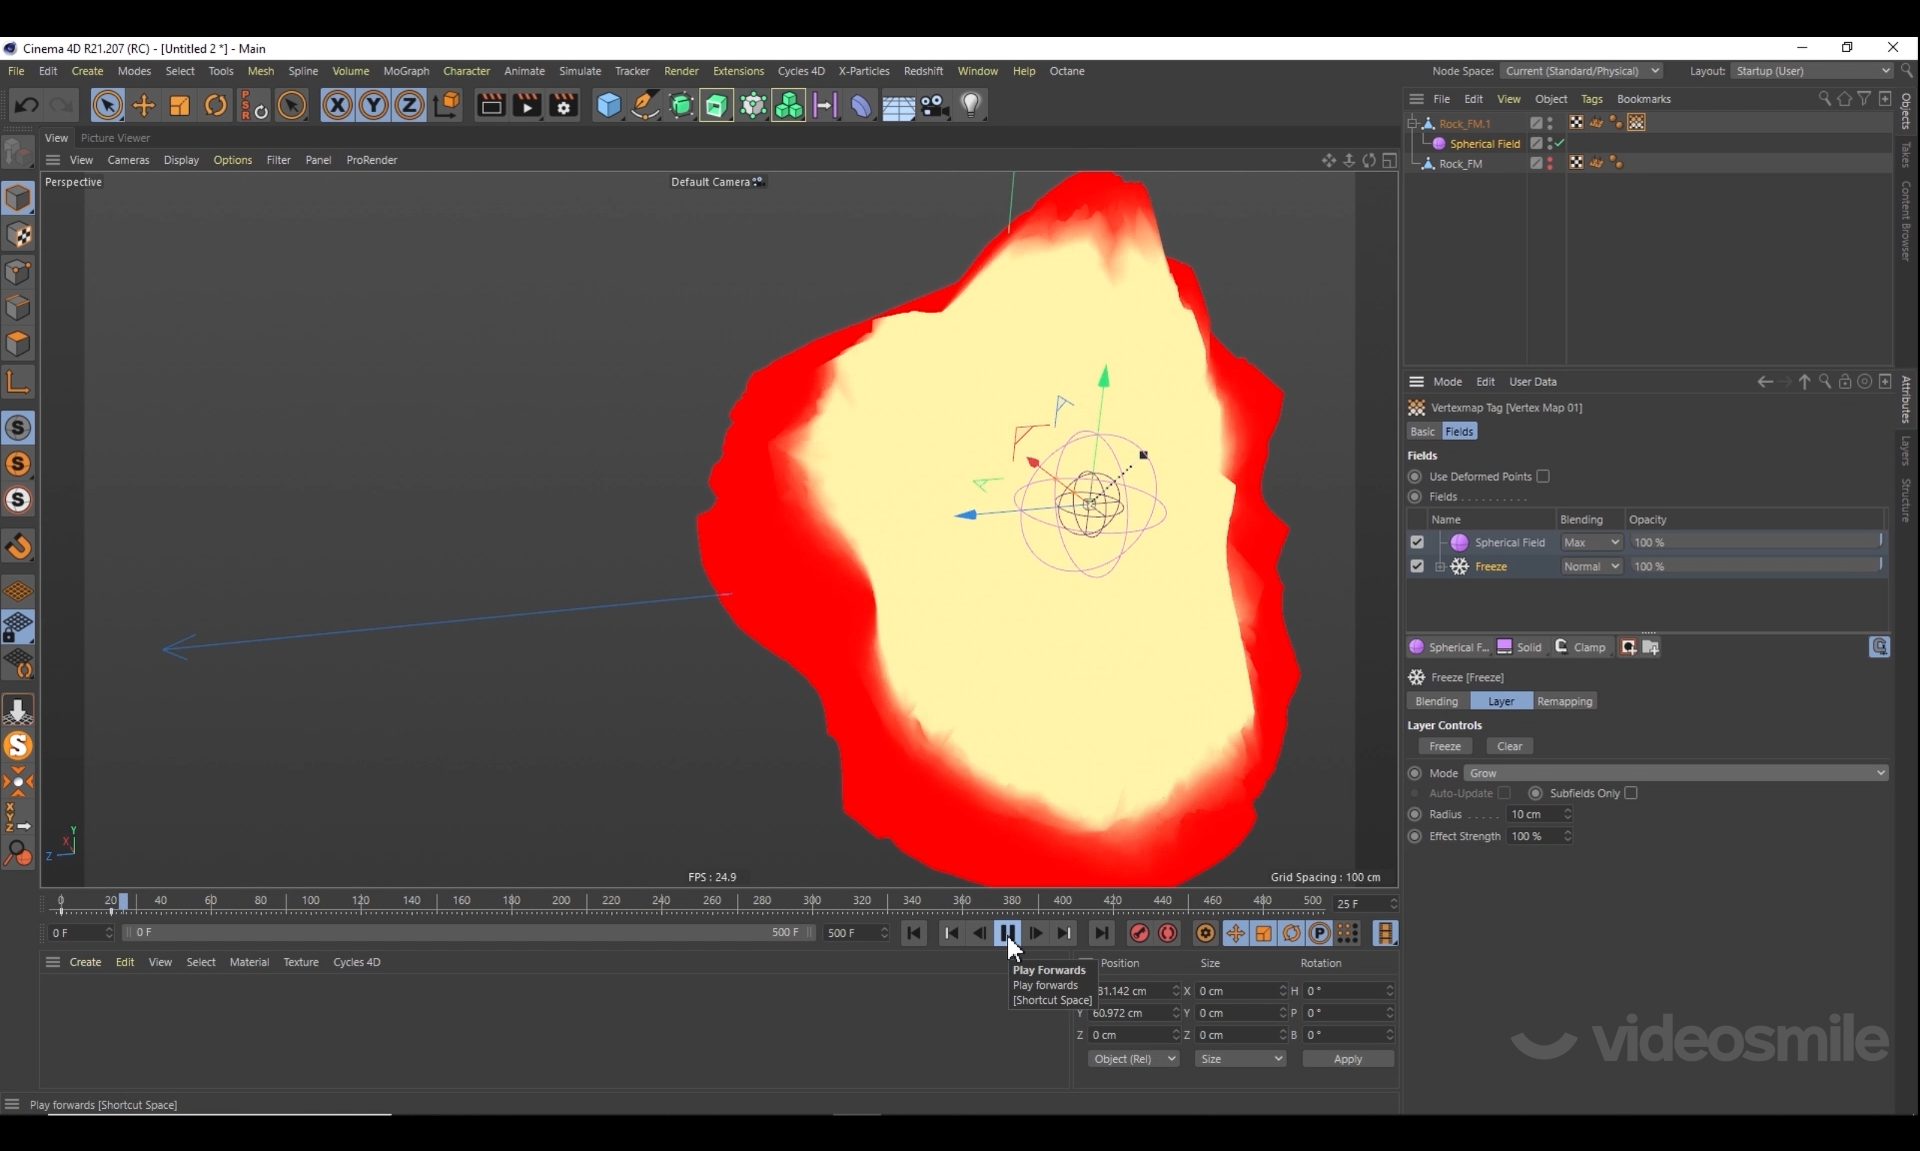 Cinema 4D R21.207 (RC) - [Untitled 2 *] - Main
File Edit Create Modes Select Tools Mesh Spline Volume MoGraph Character Animate Simulate Tracker Render Extensions Cycles 4D X-Particles Redshift Window Help Octane
Node Space: Current (Standard/Physical) Layout: Startup (User)
View Picture Viewer
View Cameras Display Options Filter Panel ProRender
Perspective
Default Camera
FPS : 24.9
Grid Spacing : 100 cm
0 20 40 60 80 100 120 140 160 180 200 220 240 260 280 300 320 340 360 380 400 420 440 460 480 500 25 F
0 F 0 F 500 F 500 F
Create Edit View Select Material Texture Cycles 4D
Play Forwards
Play forwards
[Shortcut Space]
Position Size Rotation
31.142 cm X 0 cm H 0 °
Y 60.972 cm Y 0 cm P 0 °
Z 0 cm Z 0 cm B 0 °
Object (Rel) Size Apply
Play forwards [Shortcut Space]
File Edit View Object Tags Bookmarks
Rock_FM.1
Spherical Field
Rock_FM
Objects
Takes
Content Browser
Mode Edit User Data
Vertexmap Tag [Vertex Map 01]
Basic Fields
Fields
Use Deformed Points
Fields . . . . . . . . . .
Name Blending Opacity
Spherical Field Max 100 %
Freeze Normal 100 %
Spherical F... Solid Clamp
Freeze [Freeze]
Blending Layer Remapping
Layer Controls
Freeze Clear
Mode Grow
Auto-Update Subfields Only
Radius . . . . . 10 cm
Effect Strength 100 %
Attributes
Layers
Structure
videosmile